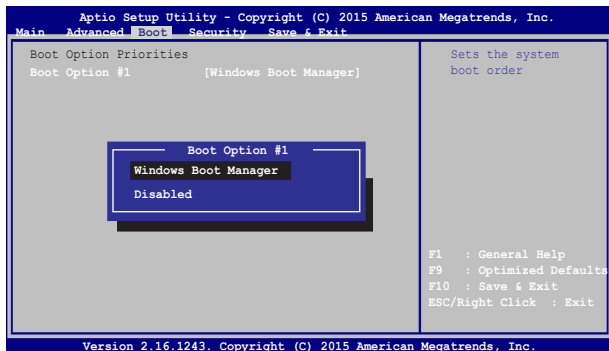 Aptio Setup Utility - Copyright (C) 2015 American Megatrends, Inc.
Main Advanced Boot Security Save & Exit
Boot Option Priorities
Boot Option #1 [Windows Boot Manager]
Sets the system
boot order
Boot Option #1
Windows Boot Manager
Disabled
F1 : General Help
F9 : Optimized Defaults
F10 : Save & Exit
ESC/Right Click : Exit
Version 2.16.1243. Copyright (C) 2015 American Megatrends, Inc.